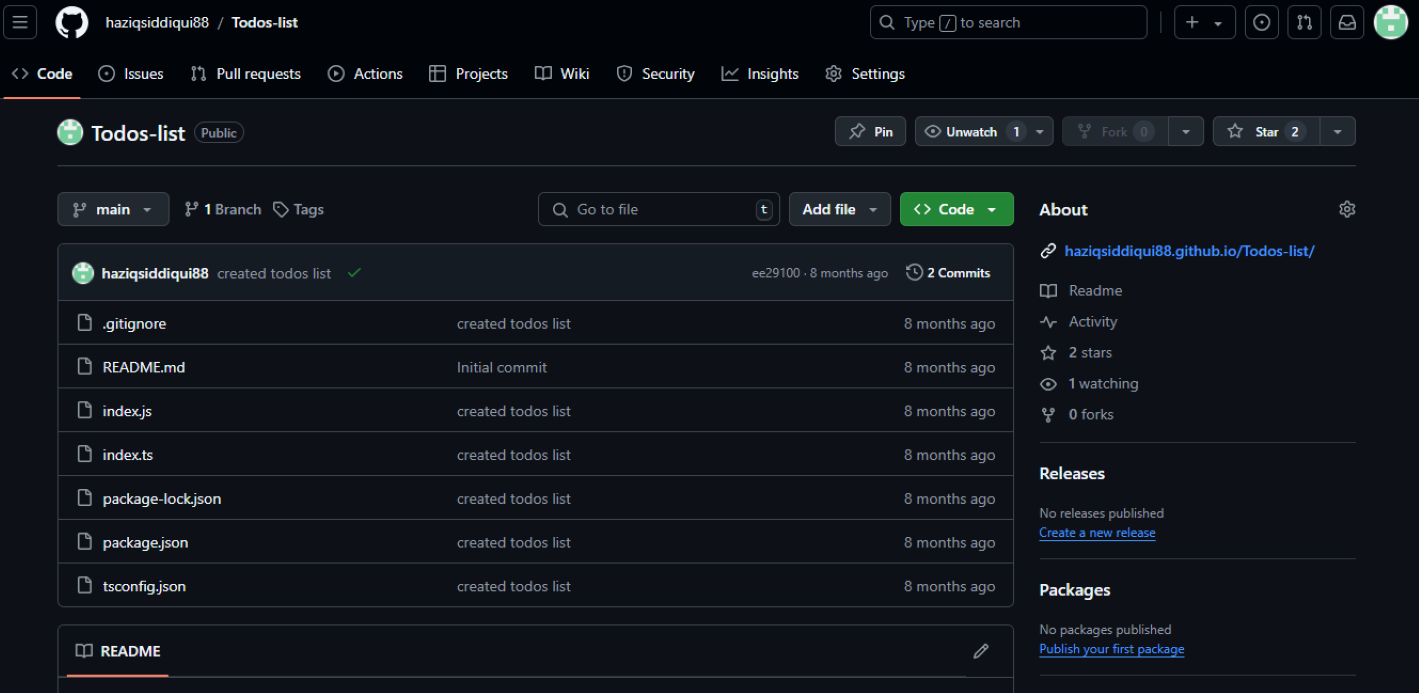 haziqsiddiqui88 / Todos-list Type / to search
Code Issues Pull requests Actions Projects Wiki Security Insights Settings
Todos-list Public Pin Unwatch 1 Fork 0 Star 2
main 1 Branch Tags Go to file t Add file Code
haziqsiddiqui88 created todos list ee29100 · 8 months ago 2 Commits
.gitignore created todos list 8 months ago
README.md Initial commit 8 months ago
index.js created todos list 8 months ago
index.ts created todos list 8 months ago
package-lock.json created todos list 8 months ago
package.json created todos list 8 months ago
tsconfig.json created todos list 8 months ago
README
About
haziqsiddiqui88.github.io/Todos-list/
Readme
Activity
2 stars
1 watching
0 forks
Releases
No releases published
Create a new release
Packages
No packages published
Publish your first package